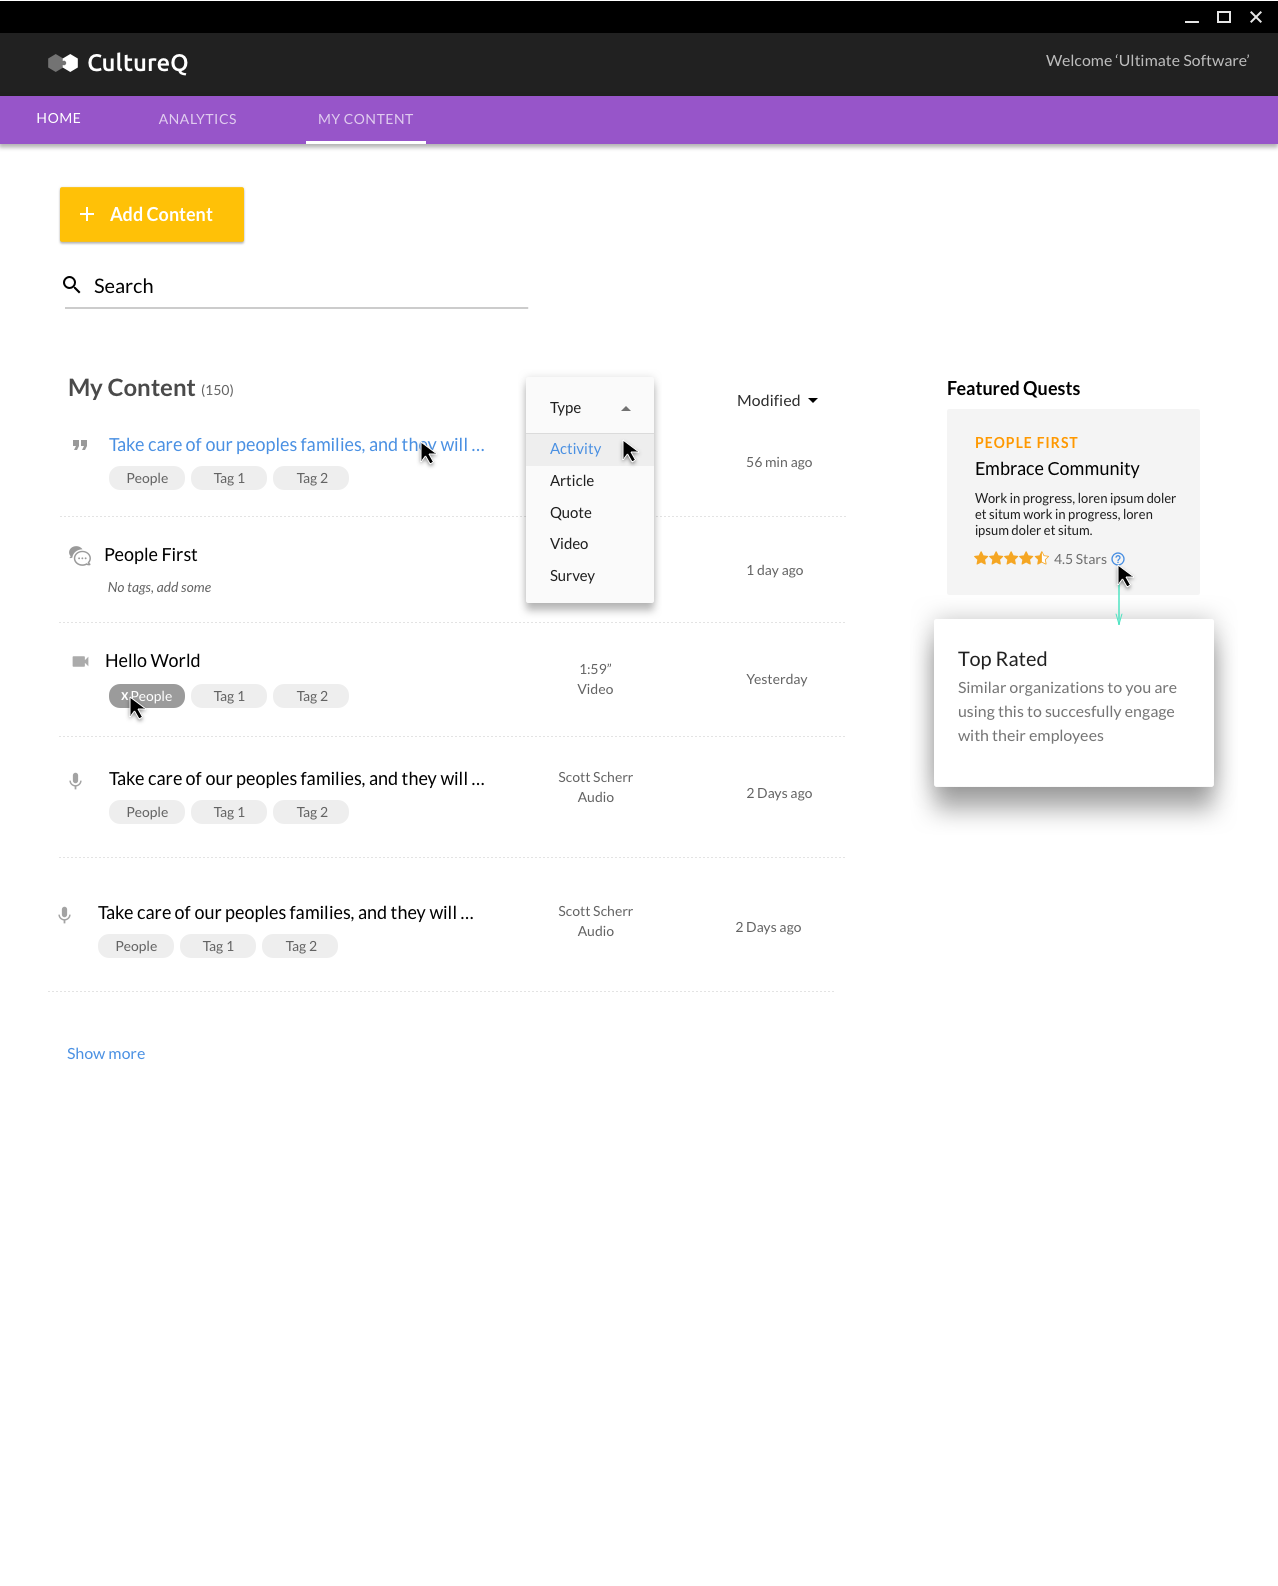 CultureQ
Welcome ‘Ultimate Software’
HOME
ANALYTICS
MY CONTENT
+ Add Content
Search
My Content (150)
Type
Modified
Activity
Article
Quote
Video
Survey
Take care of our peoples families, and they will ...
People
Tag 1
Tag 2
56 min ago
People First
No tags, add some
1 day ago
Hello World
x People
Tag 1
Tag 2
1:59”
Video
Yesterday
Take care of our peoples families, and they will ...
People
Tag 1
Tag 2
Scott Scherr
Audio
2 Days ago
Take care of our peoples families, and they will ...
People
Tag 1
Tag 2
Scott Scherr
Audio
2 Days ago
Show more
Featured Quests
PEOPLE FIRST
Embrace Community
Work in progress, loren ipsum doler
et situm work in progress, loren
ipsum doler et situm.
4.5 Stars ?
Top Rated
Similar organizations to you are
using this to succesfully engage
with their employees